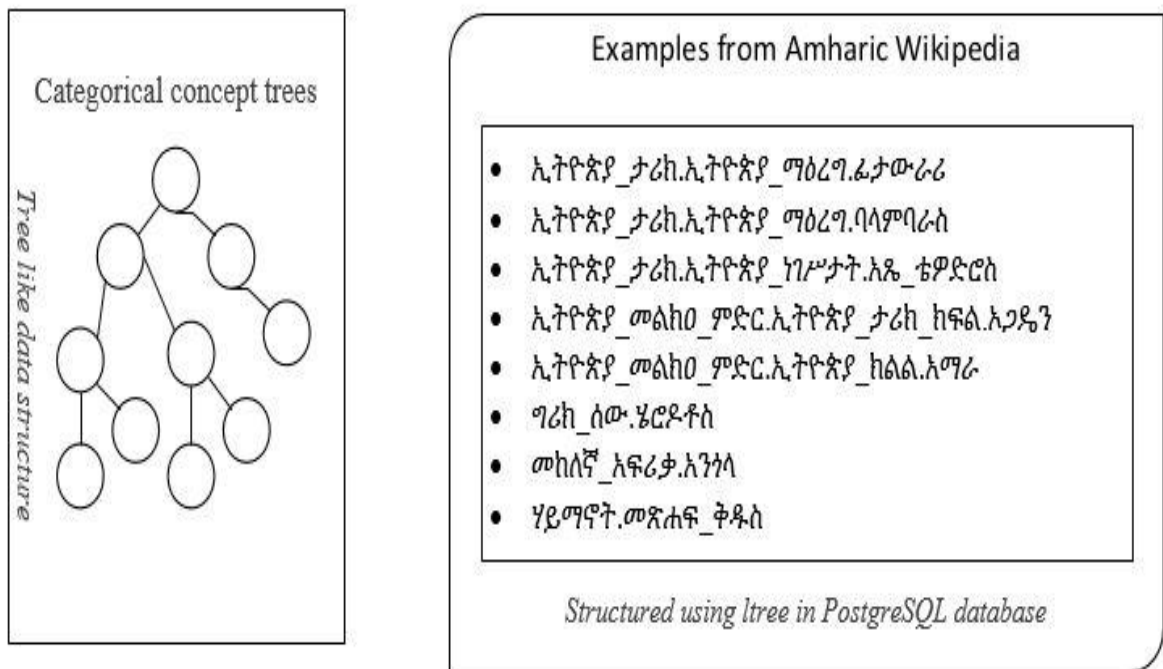 Categorical concept trees
Tree like data structure
Examples from Amharic Wikipedia
• ኢትዮጵያ_ታሪክ.ኢትዮጵያ_ማዕረግ.ፊታውራሪ
• ኢትዮጵያ_ታሪክ.ኢትዮጵያ_ማዕረግ.ባላምባራስ
• ኢትዮጵያ_ታሪክ.ኢትዮጵያ_ነገሥታት.አጼ_ቴዎድሮስ
• ኢትዮጵያ_መልክዐ_ምድር.ኢትዮጵያ_ታሪክ_ክፍል.ኦጋዴን
• ኢትዮጵያ_መልክዐ_ምድር.ኢትዮጵያ_ክልል.አማራ
• ግሪክ_ሰው.ሄሮዶቶስ
• መከለኛ_አፍሪቃ.አንጎላ
• ሃይማኖት.መጽሐፍ_ቅዱስ
Structured using ltree in PostgreSQL database